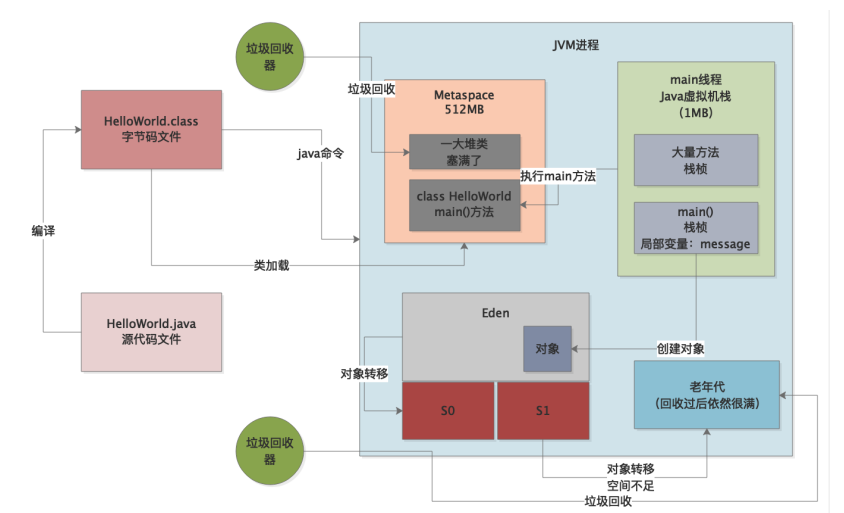 JVM进程
垃圾回收
器
Metaspace
512MB
main线程
Java虚拟机栈
（1MB）
垃圾回收
HelloWorld.class
字节码文件
java命令
一大堆类
塞满了
大量方法
栈桢
执行main方法
class HelloWorld
main()方法
main()
栈桢
局部变量：message
编译
类加载
HelloWorld.java
源代码文件
Eden
对象
创建对象
对象转移
老年代
（回收过后依然很满）
S0
S1
垃圾回收
器
对象转移
空间不足
垃圾回收